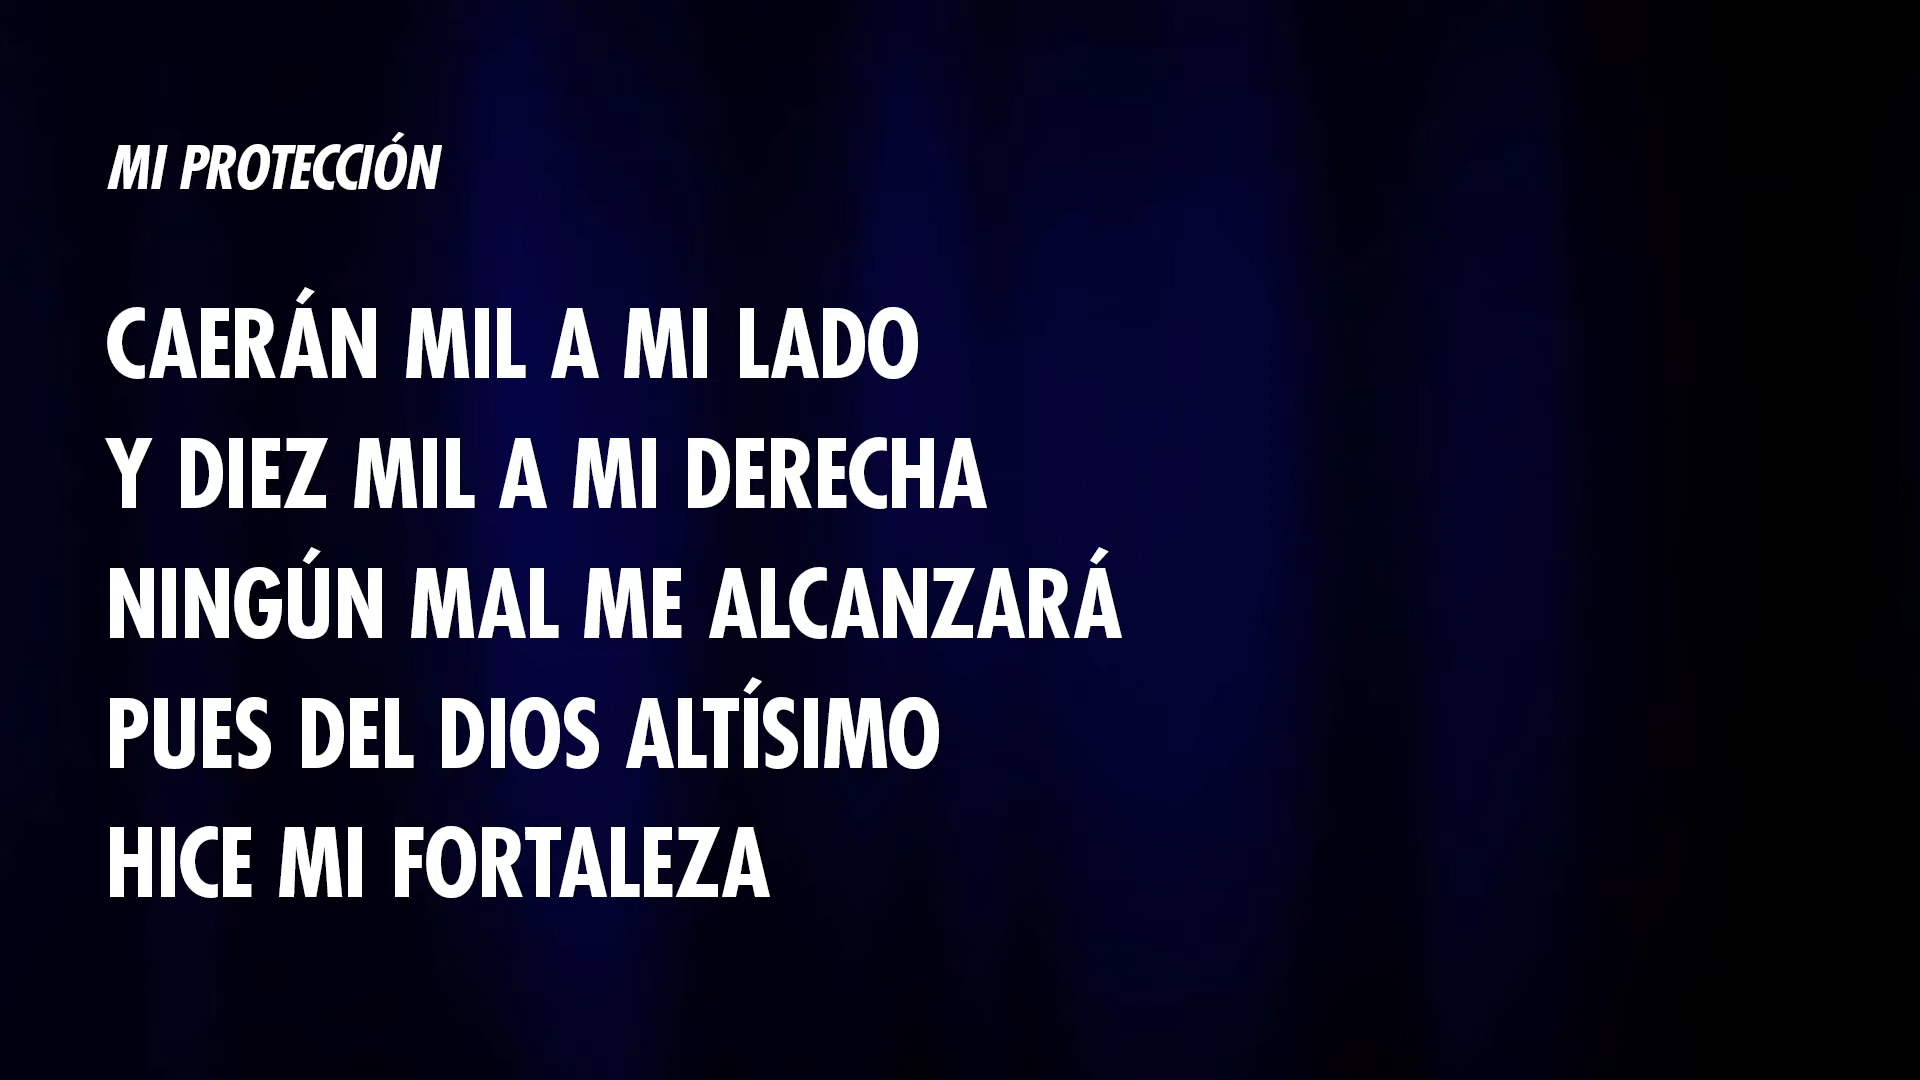 MI PROTECCIÓN
CAERÁN MIL A MI LADO
Y DIEZ MIL A MI DERECHA
NINGÚN MAL ME ALCANZARÁ
PUES DEL DIOS ALTÍSIMO
HICE MI FORTALEZA